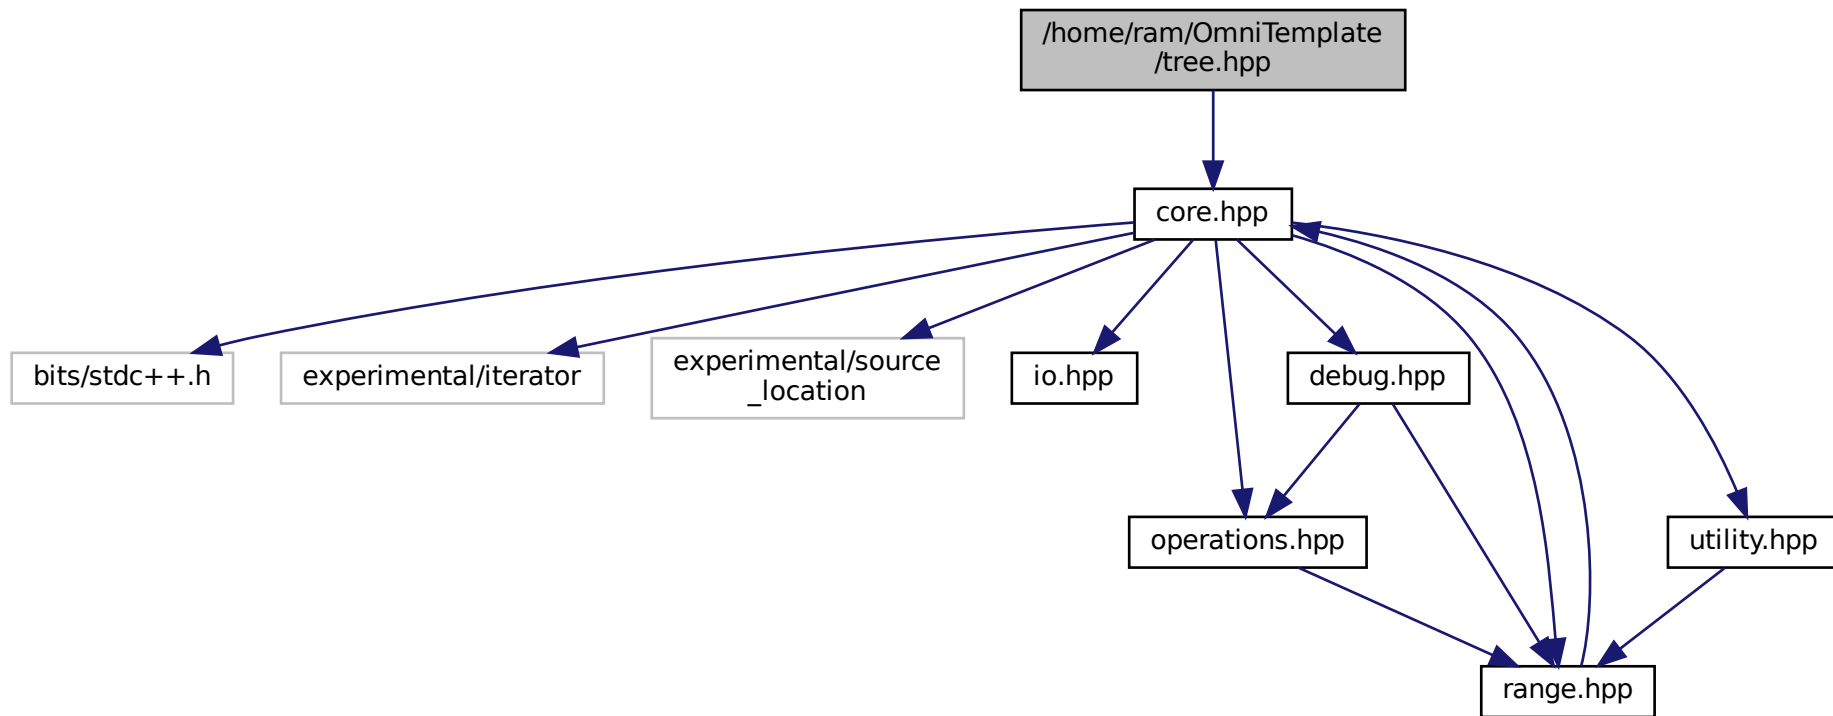 /home/ram/OmniTemplate
/tree.hpp
core.hpp
bits/stdc++.h
experimental/iterator
experimental/source
_location
io.hpp
debug.hpp
operations.hpp
utility.hpp
range.hpp